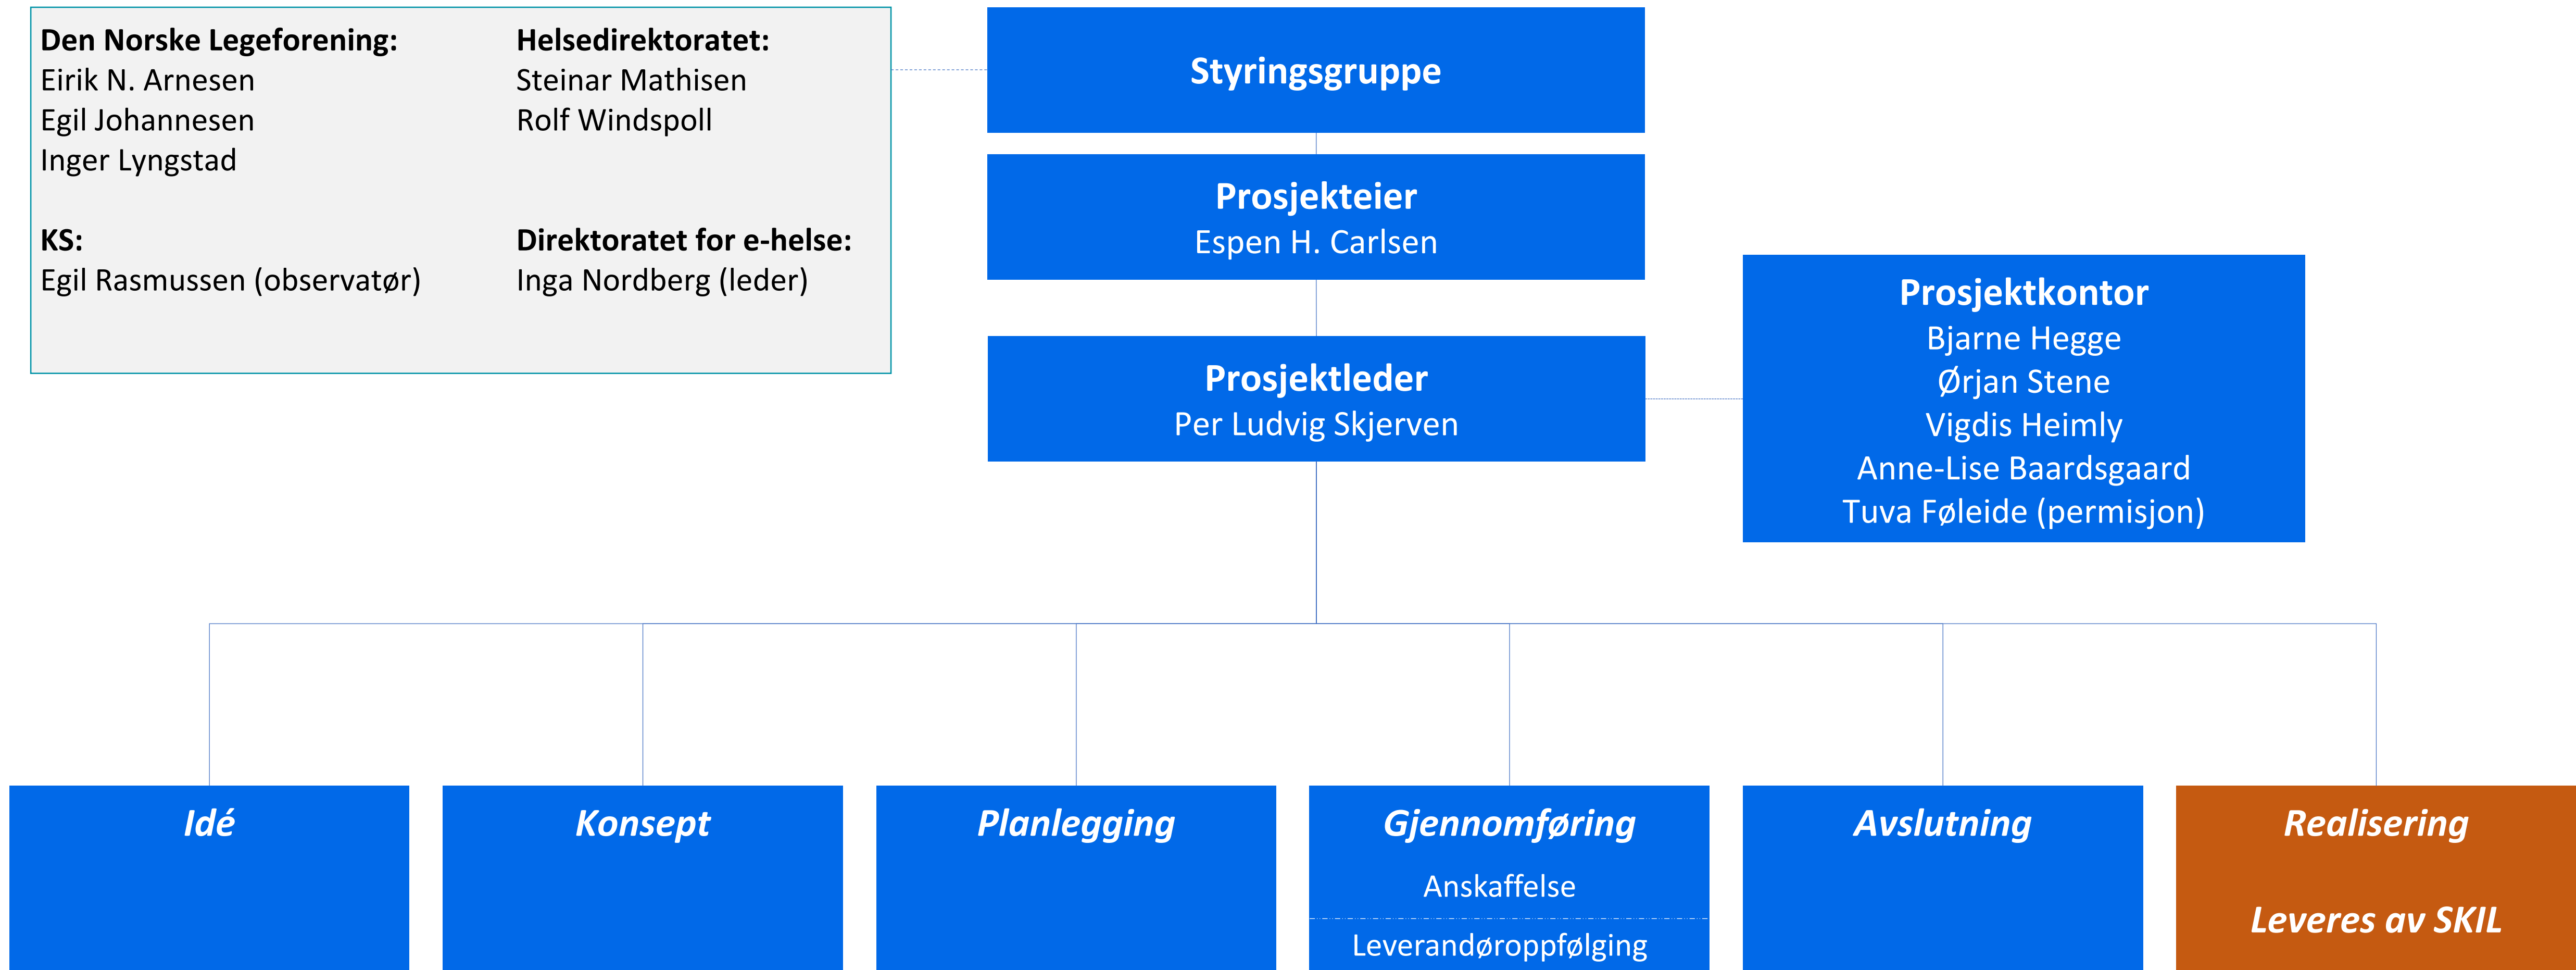 Den Norske Legeforening:
Eirik N. Arnesen
Egil Johannesen
Inger Lyngstad
KS:
Egil Rasmussen (observatør)
Helsedirektoratet:
Steinar Mathisen
Rolf Windspoll
Direktoratet for e-helse:
Inga Nordberg (leder)
Styringsgruppe
Prosjekteier
Espen H. Carlsen
Prosjektleder
Per Ludvig Skjerven
Prosjektkontor
Bjarne Hegge
Ørjan Stene
Vigdis Heimly
Anne-Lise Baardsgaard
Tuva Føleide (permisjon)
Idé
Konsept
Planlegging
Gjennomføring
Anskaffelse
Leverandøroppfølging
Avslutning
Realisering
Leveres av SKIL